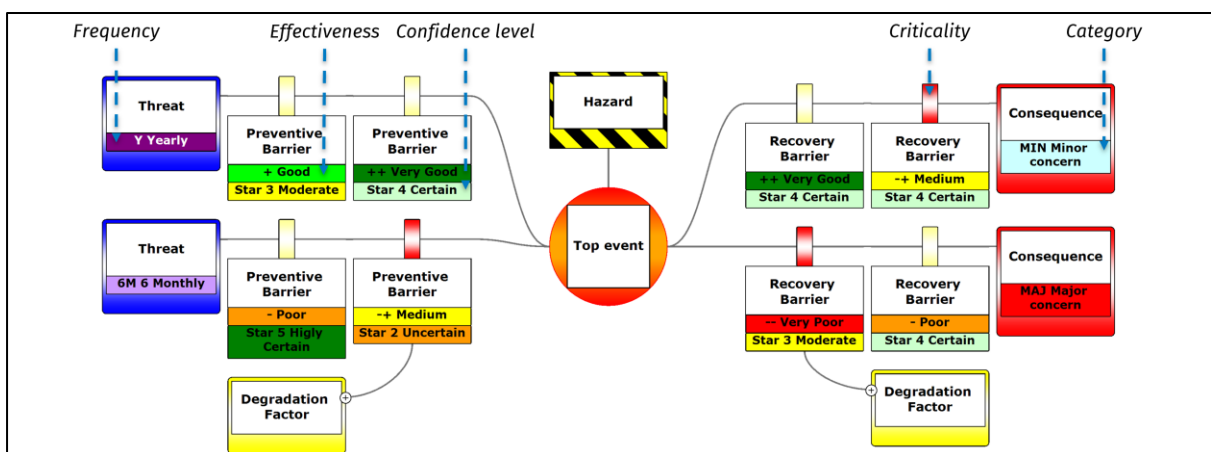 Frequency
Effectiveness
Confidence level
Criticality
Category
Threat
Y Yearly
Preventive
Barrier
+ Good
Star 3 Moderate
Preventive
Barrier
++ Very Good
Star 4 Certain
Hazard
Recovery
Barrier
++ Very Good
Star 4 Certain
Recovery
Barrier
-+ Medium
Star 4 Certain
Consequence
MIN Minor
concern
Threat
6M 6 Monthly
Preventive
Barrier
- Poor
Star 5 Higly
Certain
Preventive
Barrier
-+ Medium
Star 2 Uncertain
Top event
Recovery
Barrier
-- Very Poor
Star 3 Moderate
Recovery
Barrier
- Poor
Star 4 Certain
Consequence
MAJ Major
concern
Degradation
Factor
Degradation
Factor